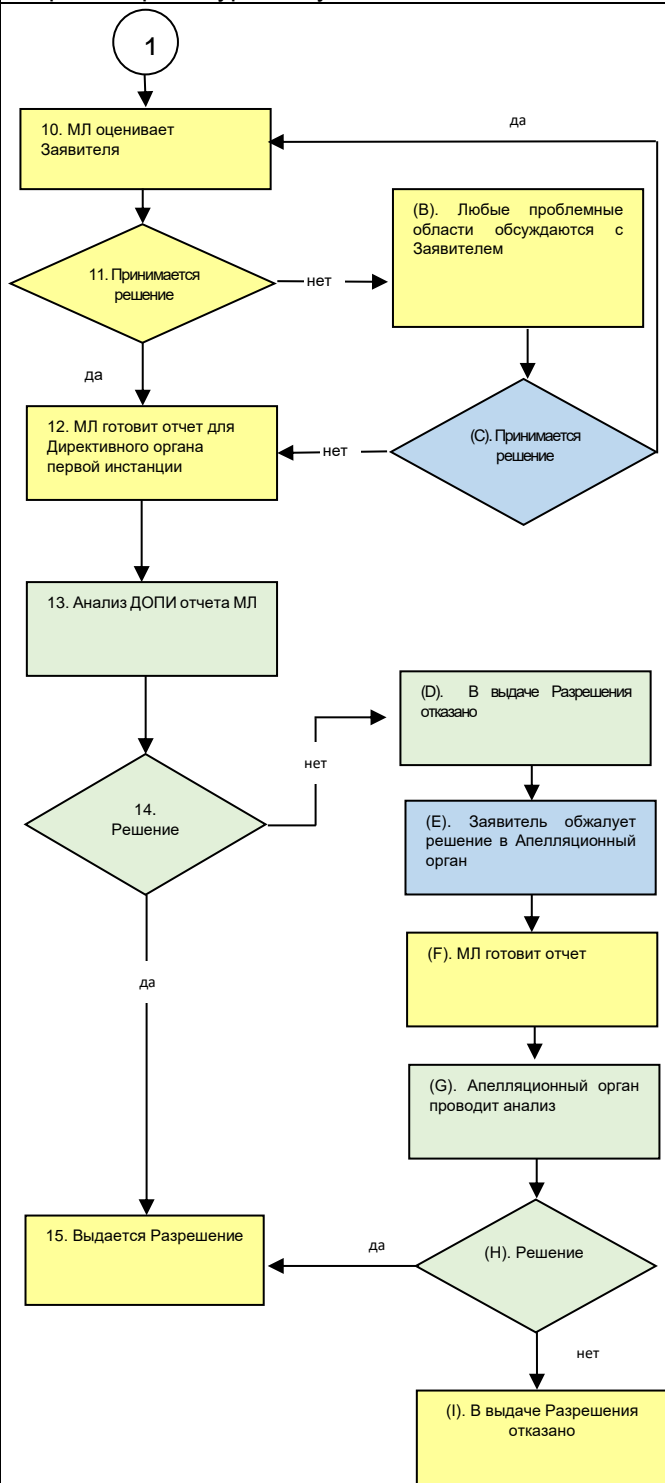 1
10. МЛ оценивает
Заявителя
да
(B). Любые проблемные
области обсуждаются с
Заявителем
11. Принимается
решение
нет
да
12. МЛ готовит отчет для
Директивного органа
первой инстанции
нет
(C). Принимается
решение
13. Анализ ДОПИ отчета МЛ
(D). В выдаче Разрешения
отказано
нет
14.
Решение
(E). Заявитель обжалует
решение в Апелляционный
орган
(F). МЛ готовит отчет
да
(G). Апелляционный орган
проводит анализ
15. Выдается Разрешение
да
(H). Решение
нет
(I). В выдаче Разрешения
отказано